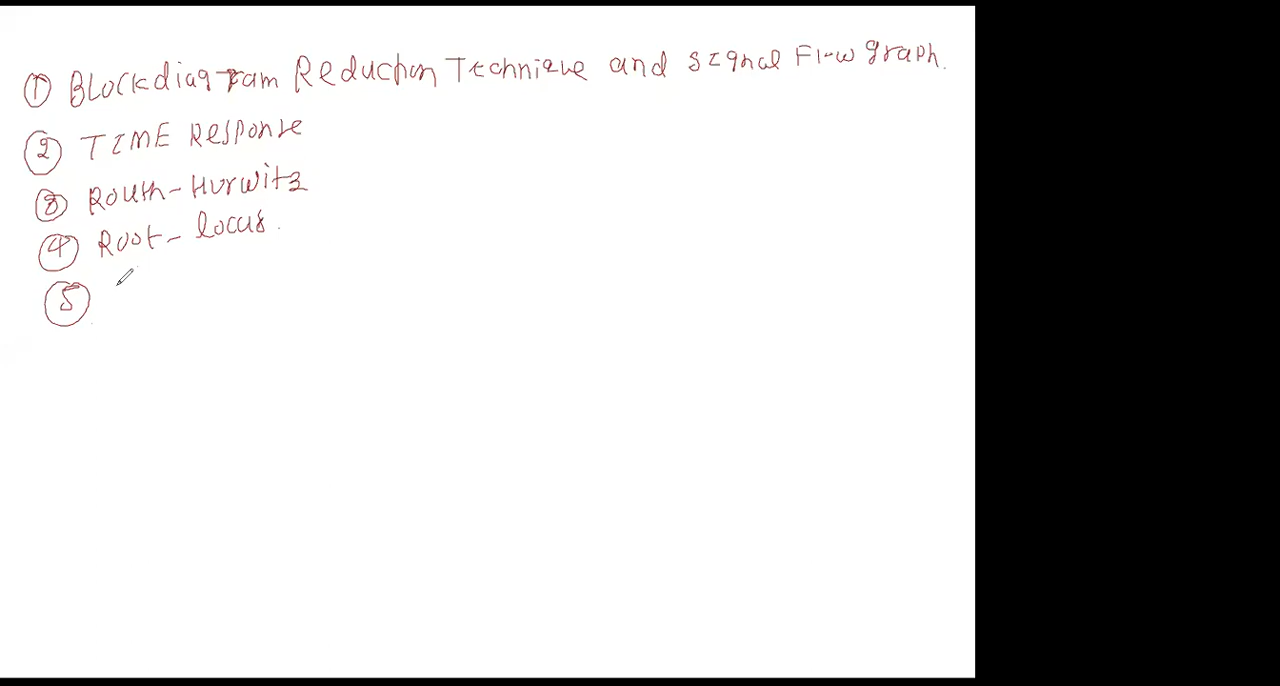 ① Blockdiagram Reduction Technique and signal Flow graph.
② TIME Response
③ Routh-Hurwitz
④ Root-locus.
⑤